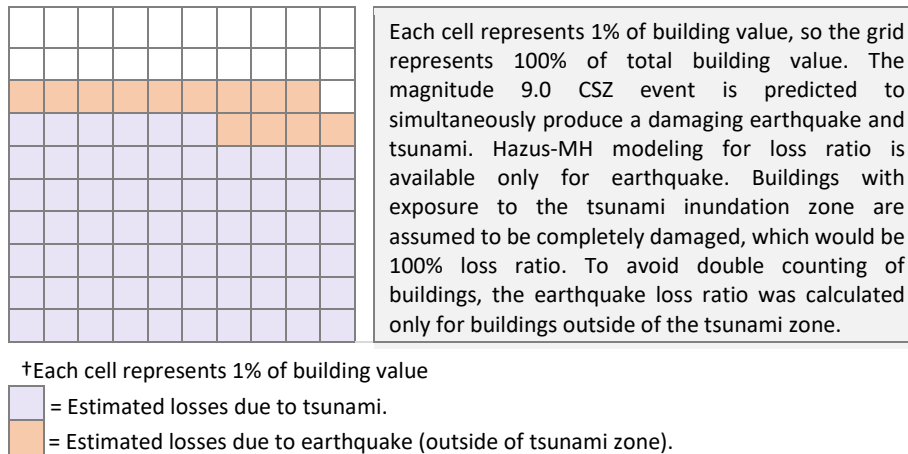 Each cell represents 1% of building value, so the grid
represents 100% of total building value. The
magnitude 9.0 CSZ event is predicted to
simultaneously produce a damaging earthquake and
tsunami. Hazus-MH modeling for loss ratio is
available only for earthquake. Buildings with
exposure to the tsunami inundation zone are
assumed to be completely damaged, which would be
100% loss ratio. To avoid double counting of
buildings, the earthquake loss ratio was calculated
only for buildings outside of the tsunami zone.
†Each cell represents 1% of building value
= Estimated losses due to tsunami.
= Estimated losses due to earthquake (outside of tsunami zone).